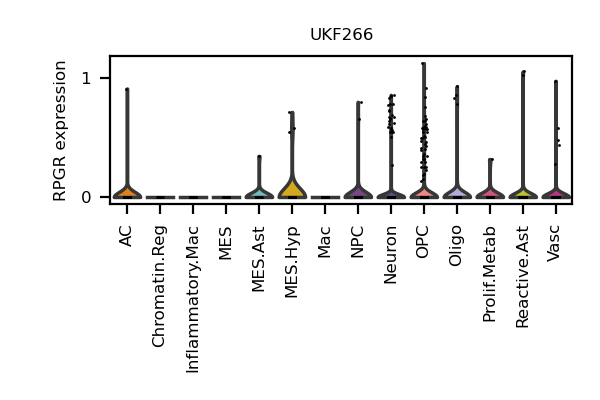 UKF266
RPGR expression
1
0
AC
Chromatin.Reg
Inflammatory.Mac
MES
MES.Ast
MES.Hyp
Mac
NPC
Neuron
OPC
Oligo
Prolif.Metab
Reactive.Ast
Vasc